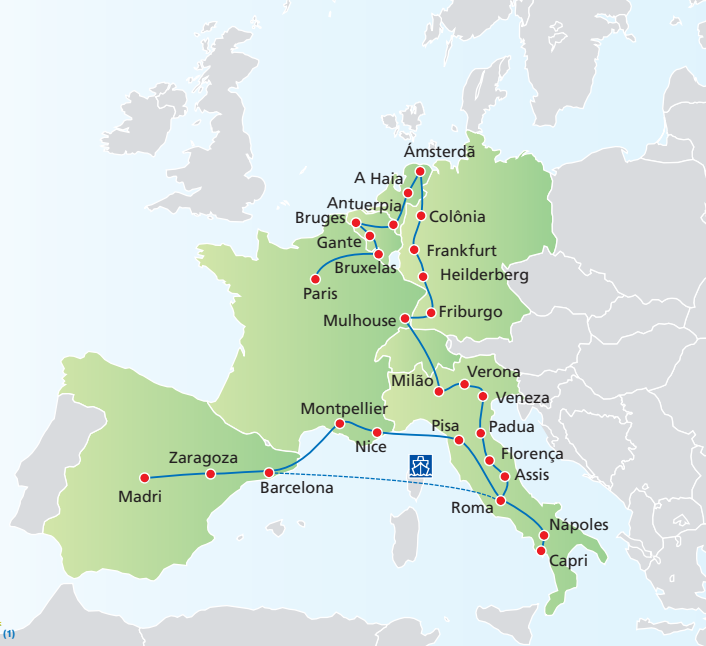 Ámsterdã
A Haia
Antuerpia
Bruges
Colônia
Gante
Frankfurt
Bruxelas
Heilderberg
Paris
Friburgo
Mulhouse
Verona
Milão
Veneza
Montpellier
Pisa
Padua
Nice
Florença
Zaragoza
Assis
Madri
Barcelona
Roma
Nápoles
Capri
(1)